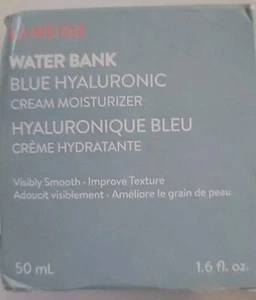 LANEIGE
WATER BANK
BLUE HYALURONIC
CREAM MOISTURIZER
HYALURONIQUE BLEU
CRÈME HYDRATANTE
Visibly Smooth · Improve Texture
Adoucit visiblement · Améliore le grain de peau
50 mL
1.6 fl. oz.